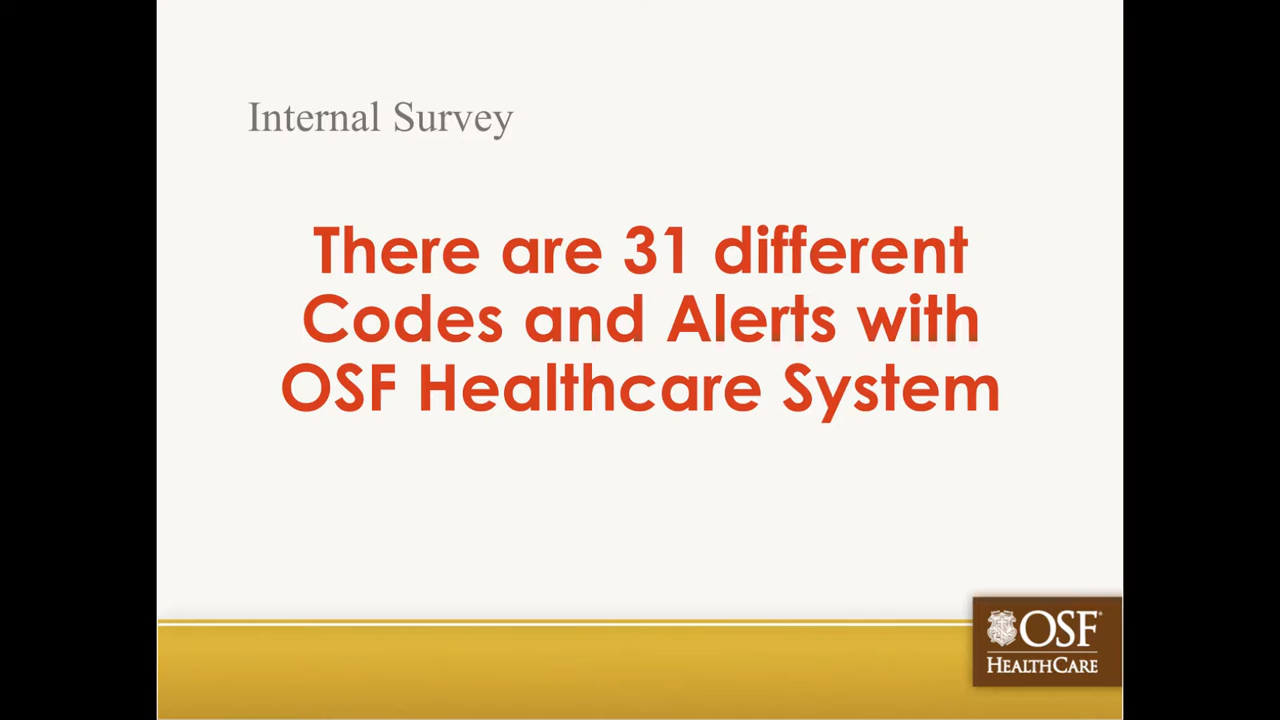 Internal Survey
There are 31 different
Codes and Alerts with
OSF Healthcare System
OSF®
HEALTHCARE